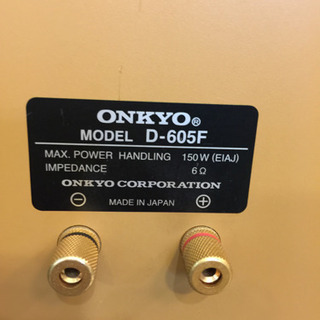 ONKYO®
MODEL D-605F
MAX. POWER HANDLING 150W (EIAJ)
IMPEDANCE 6Ω
ONKYO CORPORATION
⊖ MADE IN JAPAN ⊕